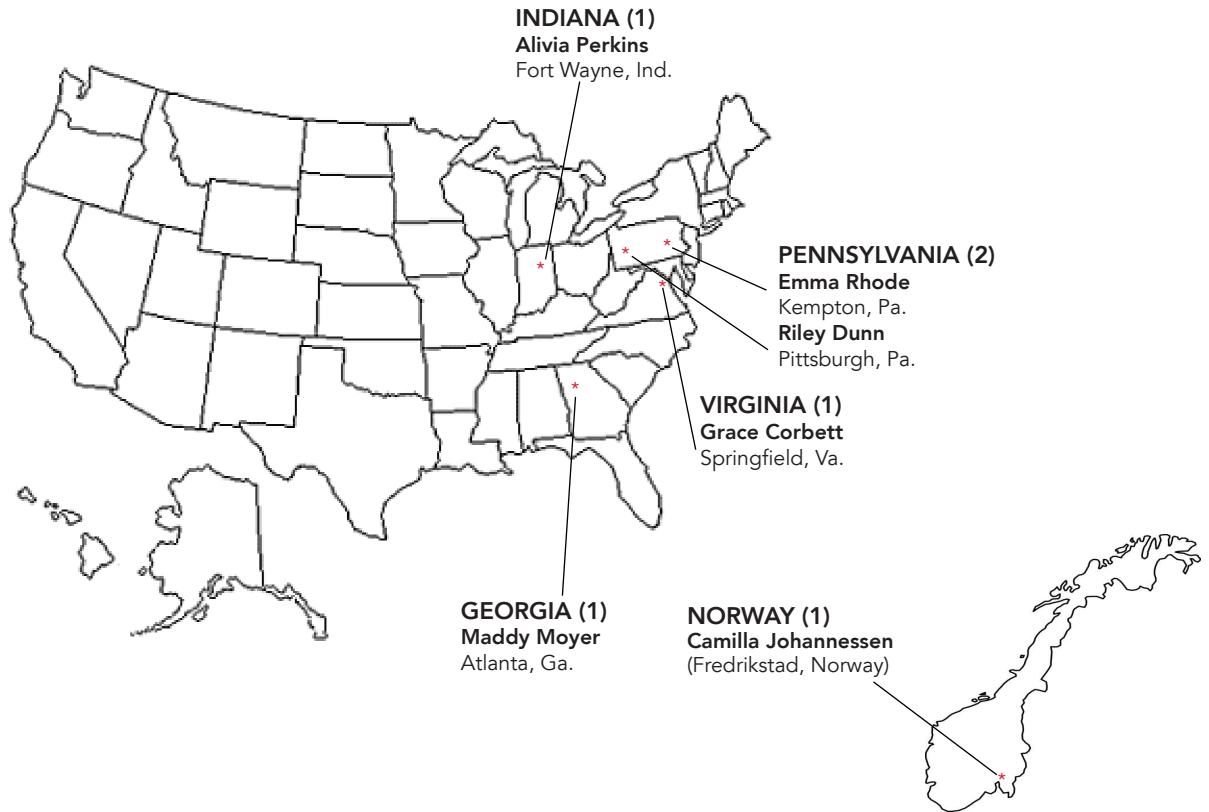 INDIANA (1)
Alivia Perkins
Fort Wayne, Ind.
PENNSYLVANIA (2)
Emma Rhode
Kempton, Pa.
Riley Dunn
Pittsburgh, Pa.
VIRGINIA (1)
Grace Corbett
Springfield, Va.
GEORGIA (1)
Maddy Moyer
Atlanta, Ga.
NORWAY (1)
Camilla Johannessen
(Fredrikstad, Norway)